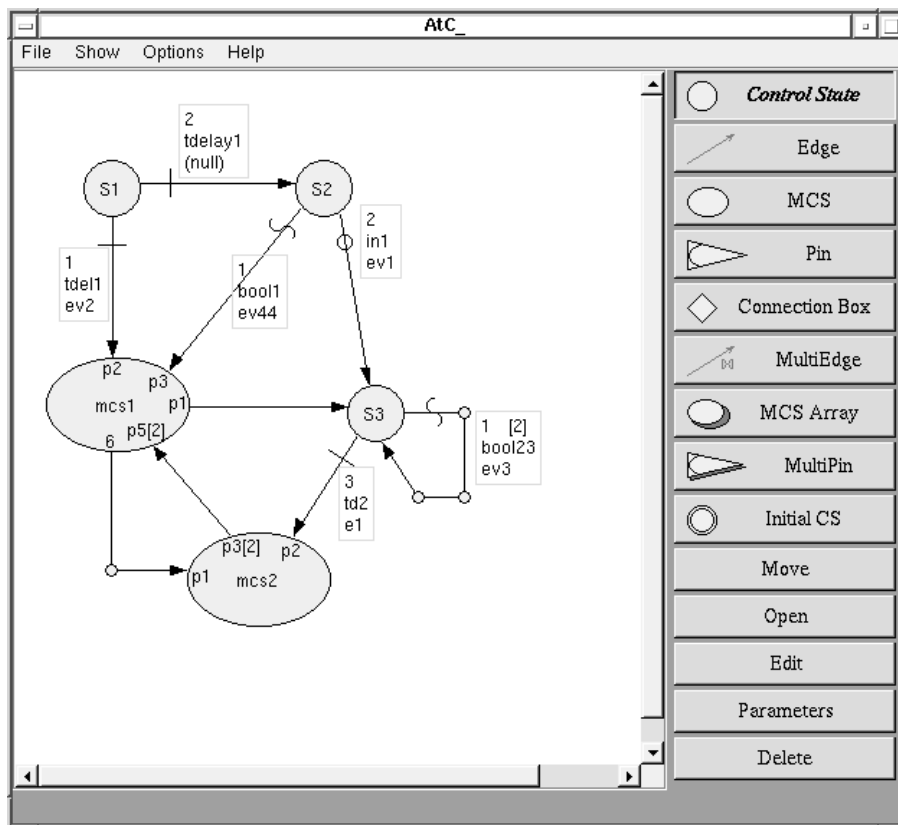 AtC_
File Show Options Help
2
tdelay1
(null)
S1
S2
2
in1
ev1
1
tdel1
ev2
1
bool1
ev44
p2
p3
mcs1
p1
p5[2]
6
S3
1 [2]
bool23
ev3
3
td2
e1
p3[2]
p2
p1
mcs2
Control State
Edge
MCS
Pin
Connection Box
MultiEdge
MCS Array
MultiPin
Initial CS
Move
Open
Edit
Parameters
Delete